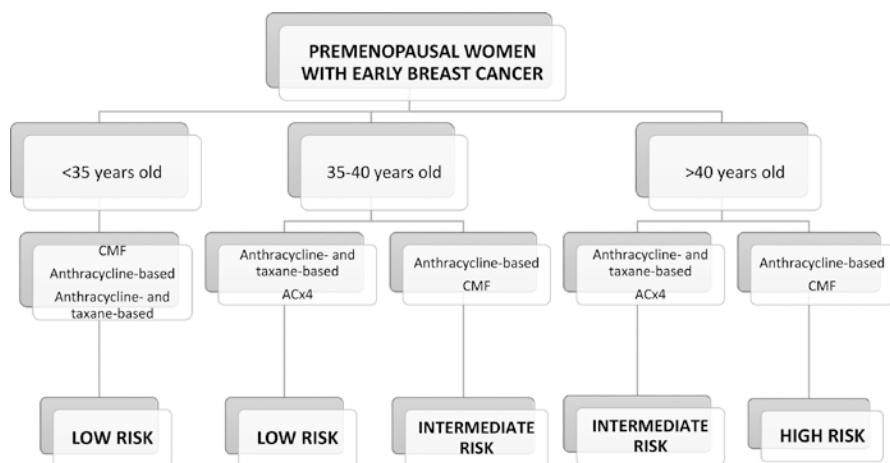 PREMENOPAUSAL WOMEN
WITH EARLY BREAST CANCER
<35 years old
35-40 years old
>40 years old
CMF
Anthracycline-based
Anthracycline- and
taxane-based
Anthracycline- and
taxane-based
ACx4
Anthracycline-based
CMF
Anthracycline- and
taxane-based
ACx4
Anthracycline-based
CMF
LOW RISK
LOW RISK
INTERMEDIATE
RISK
INTERMEDIATE
RISK
HIGH RISK